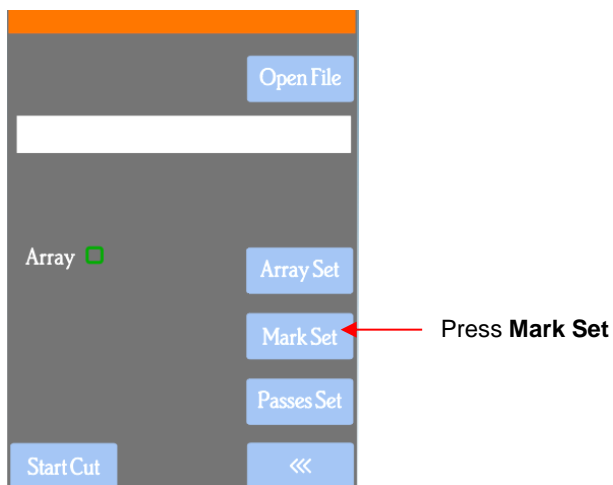 Open File
Array
Array Set
Mark Set
Press Mark Set
Passes Set
Start Cut
<<<